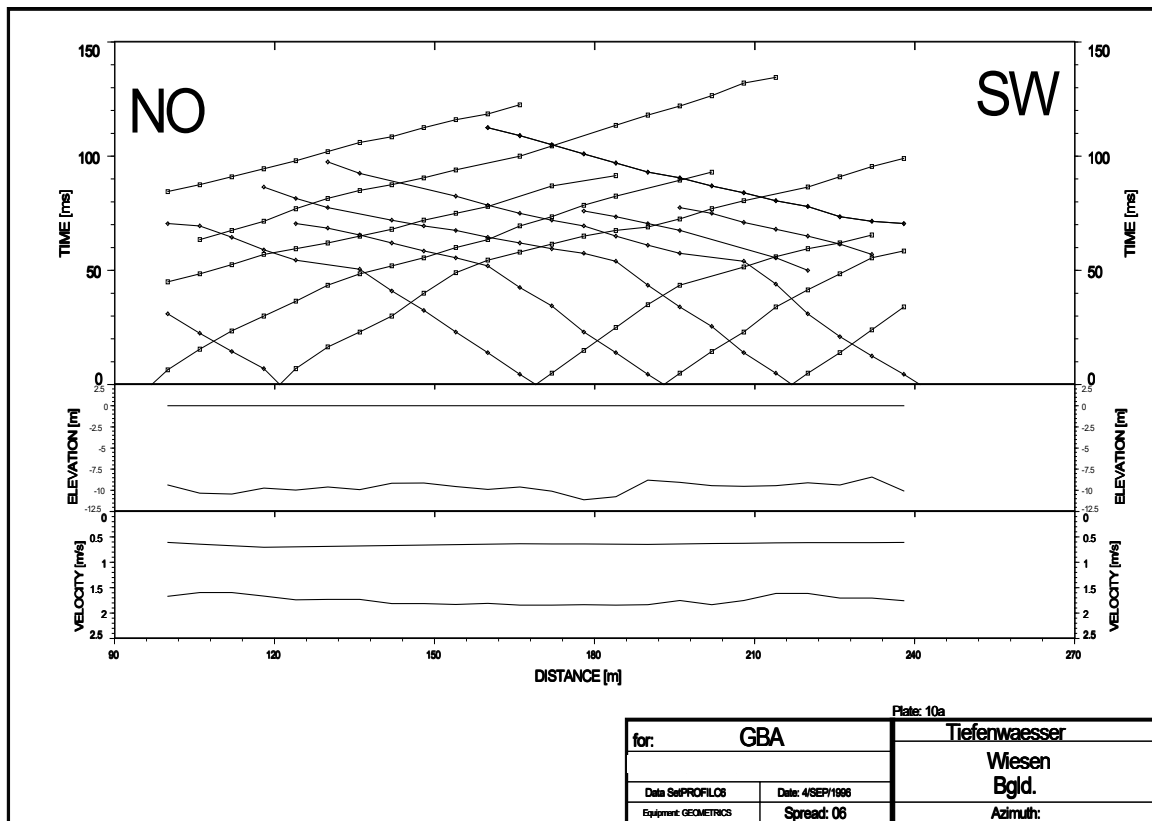 NO
SW
TIME [ms]
150
100
50
0
TIME [ms]
150
100
50
0
ELEVATION [m]
2.5
0
-2.5
-5
-7.5
-10
-12.5
ELEVATION [m]
2.5
0
-2.5
-5
-7.5
-10
-12.5
VELOCITY [m/s]
0
0.5
1
1.5
2
2.5
VELOCITY [m/s]
0
0.5
1
1.5
2
2.5
90
120
150
180
210
240
270
DISTANCE [m]
Plate: 10a
for: GBA
Tiefenwaesser
Wiesen
Bgld.
Data SetPROFILC6
Date: 4/SEP/1996
Equipment: GEOMETRICS
Spread: 06
Azimuth: